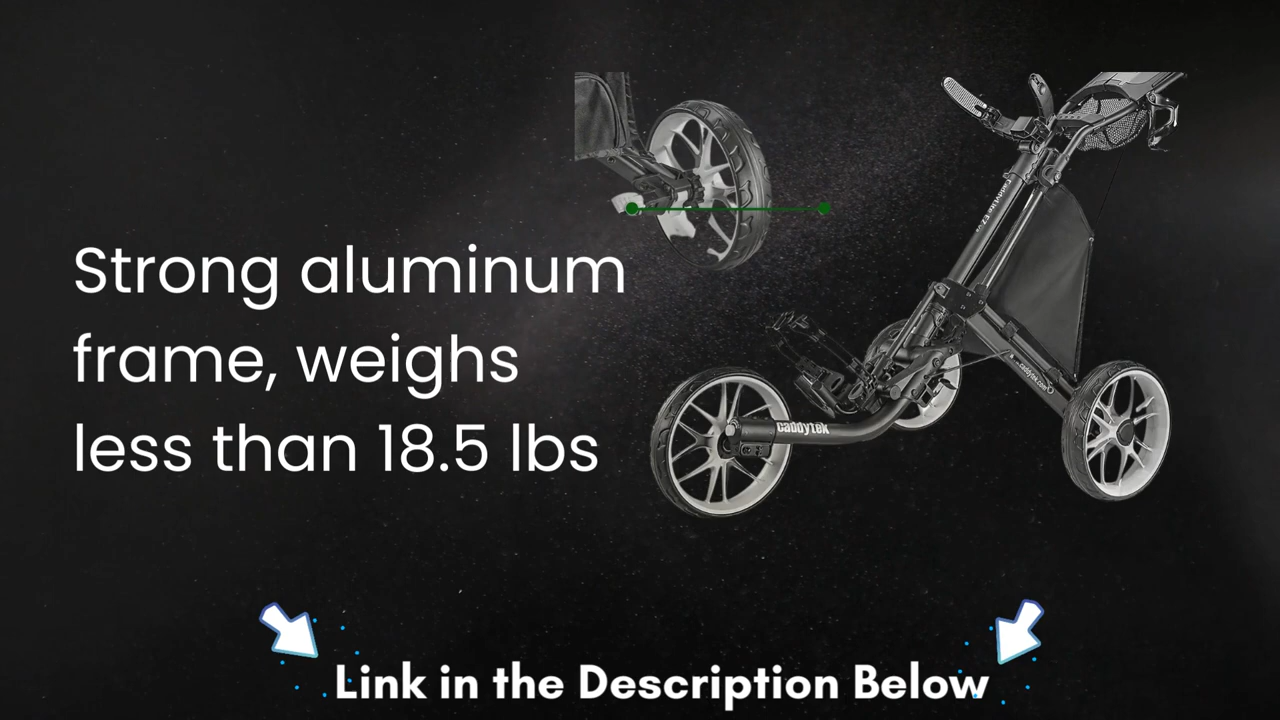 Strong aluminum
frame, weighs
less than 18.5 lbs
caddytek
Link in the Description Below